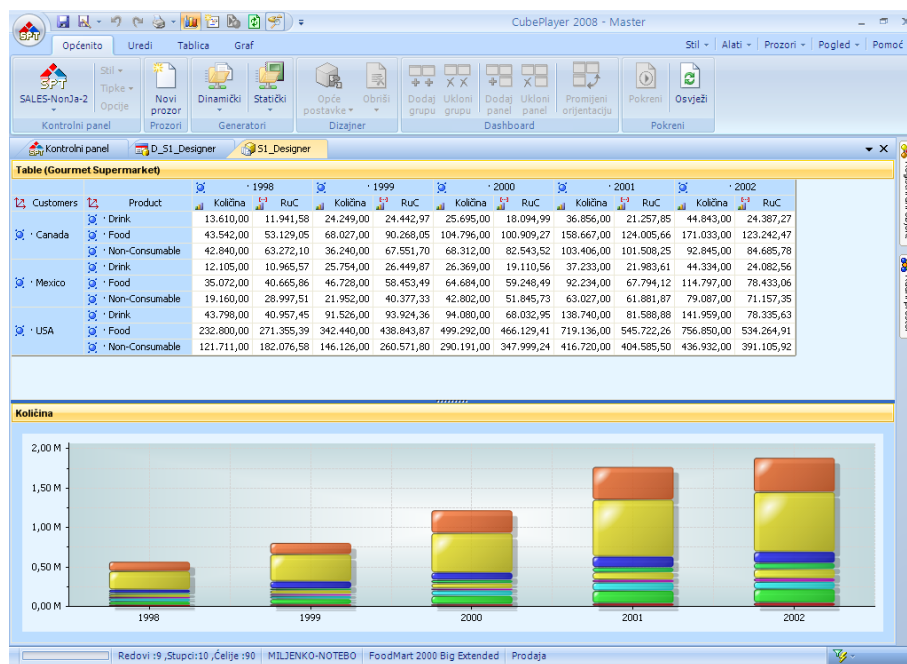 CubePlayer 2008 - Master
SPT
Općenito Uredi Tablica Graf Stil Alati Prozori Pogled Pomoć
SPT
SALES-NonJa-2
Stil
Tipke
Opcije
Novi prozor
Dinamički Statički
Opće postavke
Obriši
Dodaj grupu
Ukloni grupu
Dodaj panel
Ukloni panel
Promijeni orijentaciju
Pokreni Osvježi
Kontrolni panel Prozori Generatori Dizajner Dashboard Pokreni
Kontrolni panel D_S1_Designer S1_Designer
Table (Gourmet Supermarket)
· 1998 · 1999 · 2000 · 2001 · 2002
Customers Product Količina RuC Količina RuC Količina RuC Količina RuC Količina RuC
· Drink 13.610,00 11.941,58 24.249,00 24.442,97 25.695,00 18.094,99 36.856,00 21.257,85 44.843,00 24.387,27
· Canada · Food 43.542,00 53.129,05 68.027,00 90.268,05 104.796,00 100.909,27 158.667,00 124.005,66 171.033,00 123.242,47
· Non-Consumable 42.840,00 63.272,10 36.240,00 67.551,70 68.312,00 82.543,52 103.406,00 101.508,25 92.845,00 84.685,78
· Drink 12.105,00 10.965,57 25.754,00 26.449,87 26.369,00 19.110,56 37.233,00 21.983,61 44.334,00 24.082,56
· Mexico · Food 35.072,00 40.665,86 46.728,00 58.453,49 64.684,00 59.248,49 92.234,00 67.794,12 114.797,00 78.433,06
· Non-Consumable 19.160,00 28.997,51 21.952,00 40.377,33 42.802,00 51.845,73 63.027,00 61.881,87 79.087,00 71.157,35
· Drink 43.798,00 40.957,45 91.526,00 93.924,36 94.080,00 68.032,95 138.740,00 81.588,88 141.959,00 78.335,63
· USA · Food 232.800,00 271.355,39 342.440,00 438.843,87 499.292,00 466.129,41 719.136,00 545.722,26 756.850,00 534.264,91
· Non-Consumable 121.711,00 182.076,58 146.126,00 260.571,80 290.191,00 347.999,24 416.720,00 404.585,50 436.932,00 391.105,92
Količina
2,00 M
1,50 M
1,00 M
0,50 M
0,00 M
1998 1999 2000 2001 2002
Redovi :9 ,Stupci:10 ,Ćelije :90 MILJENKO-NOTEBO FoodMart 2000 Big Extended Prodaja